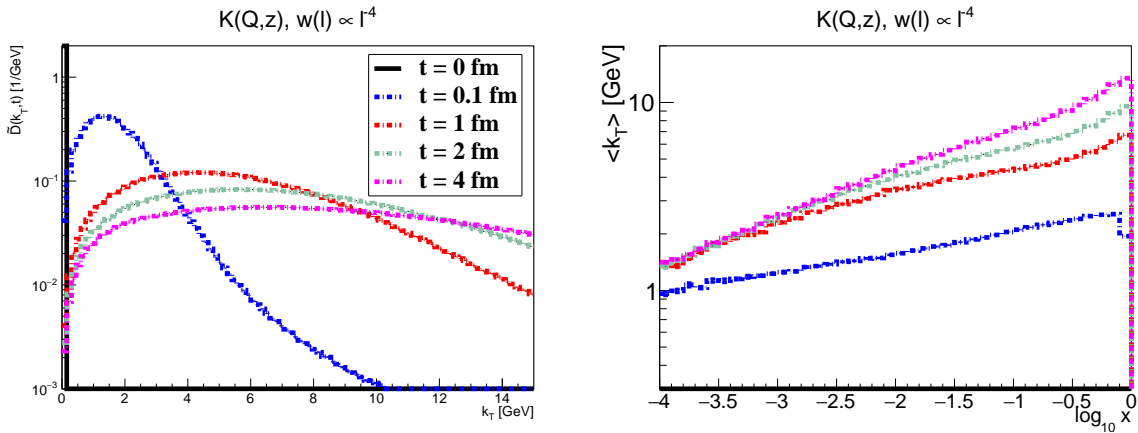 K(Q,z), w(l) ∝ l⁻⁴
D̃(k_T,t) [1/GeV]
1
10⁻¹
10⁻²
10⁻³
t = 0 fm
t = 0.1 fm
t = 1 fm
t = 2 fm
t = 4 fm
0 2 4 6 8 10 12 14
k_T [GeV]
K(Q,z), w(l) ∝ l⁻⁴
<k_T> [GeV]
10
1
−4 −3.5 −3 −2.5 −2 −1.5 −1 −0.5 0
log₁₀ x